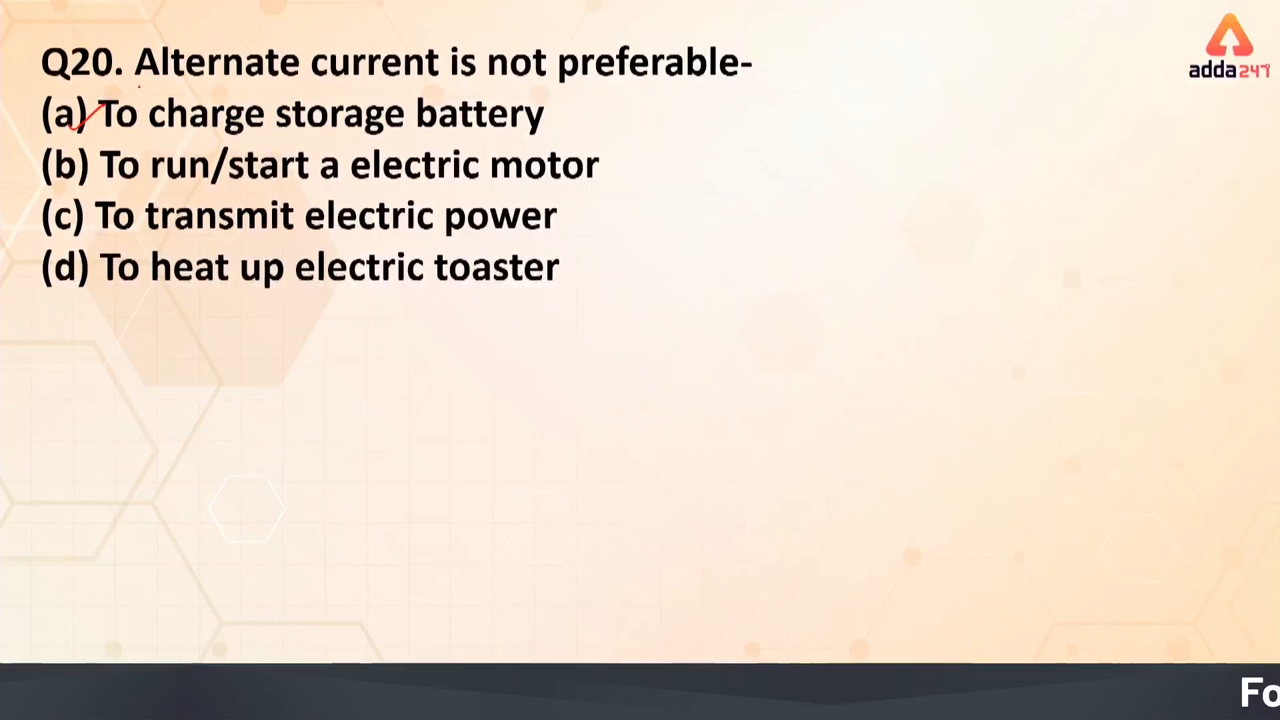 Q20. Alternate current is not preferable-
(a) To charge storage battery
(b) To run/start a electric motor
(c) To transmit electric power
(d) To heat up electric toaster
adda247
Fo